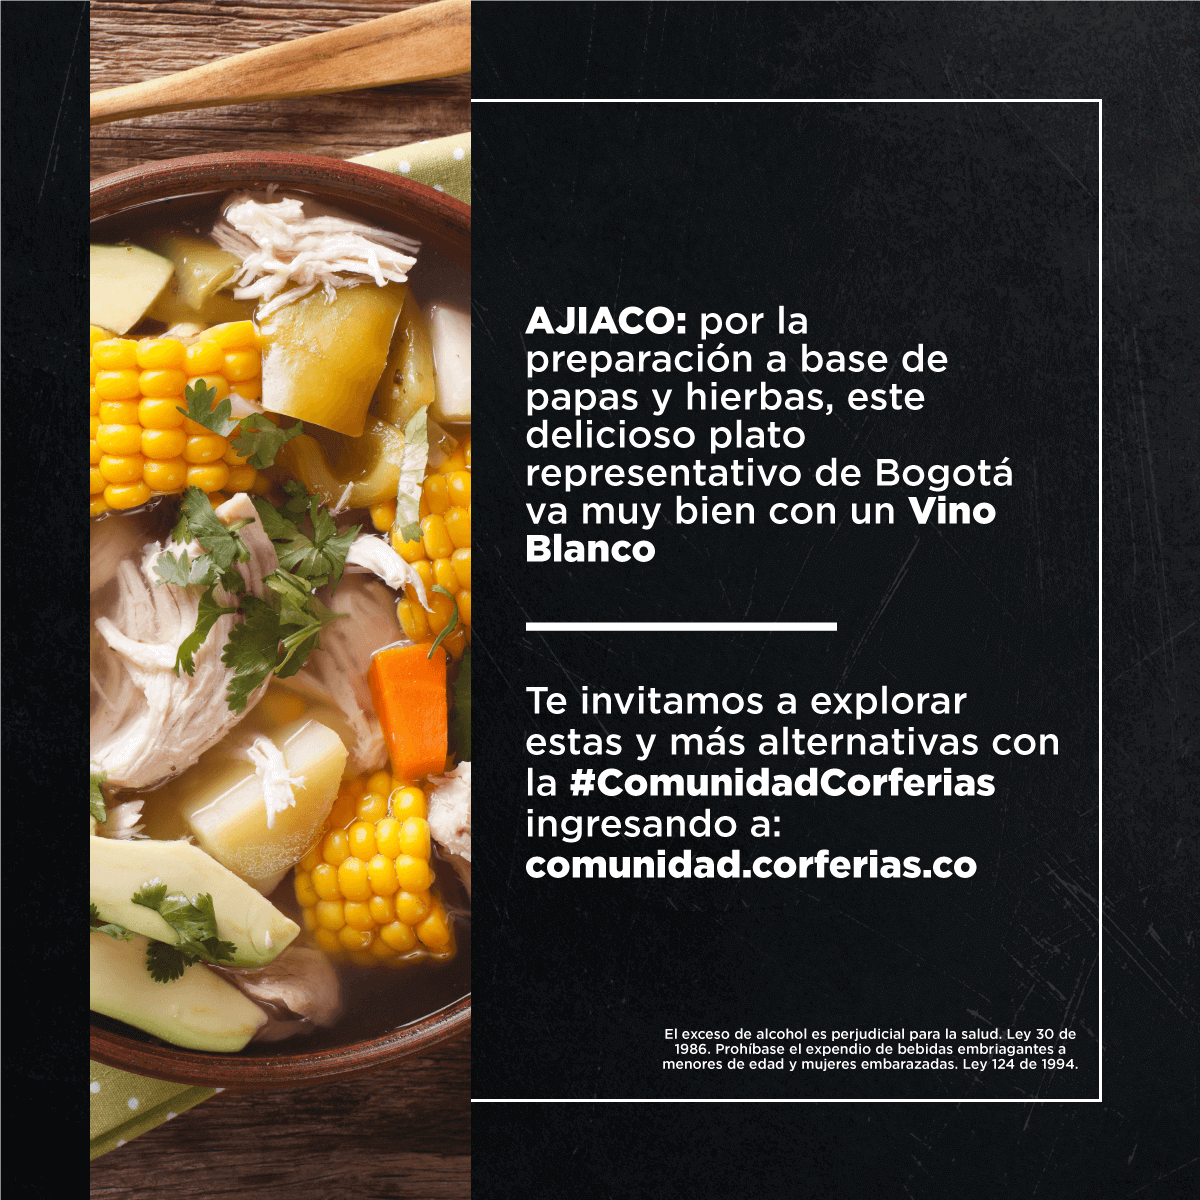 AJIACO: por la
preparación a base de
papas y hierbas, este
delicioso plato
representativo de Bogotá
va muy bien con un Vino
Blanco
Te invitamos a explorar
estas y más alternativas con
la #ComunidadCorferias
ingresando a:
comunidad.corferias.co
El exceso de alcohol es perjudicial para la salud. Ley 30 de
1986. Prohíbase el expendio de bebidas embriagantes a
menores de edad y mujeres embarazadas. Ley 124 de 1994.